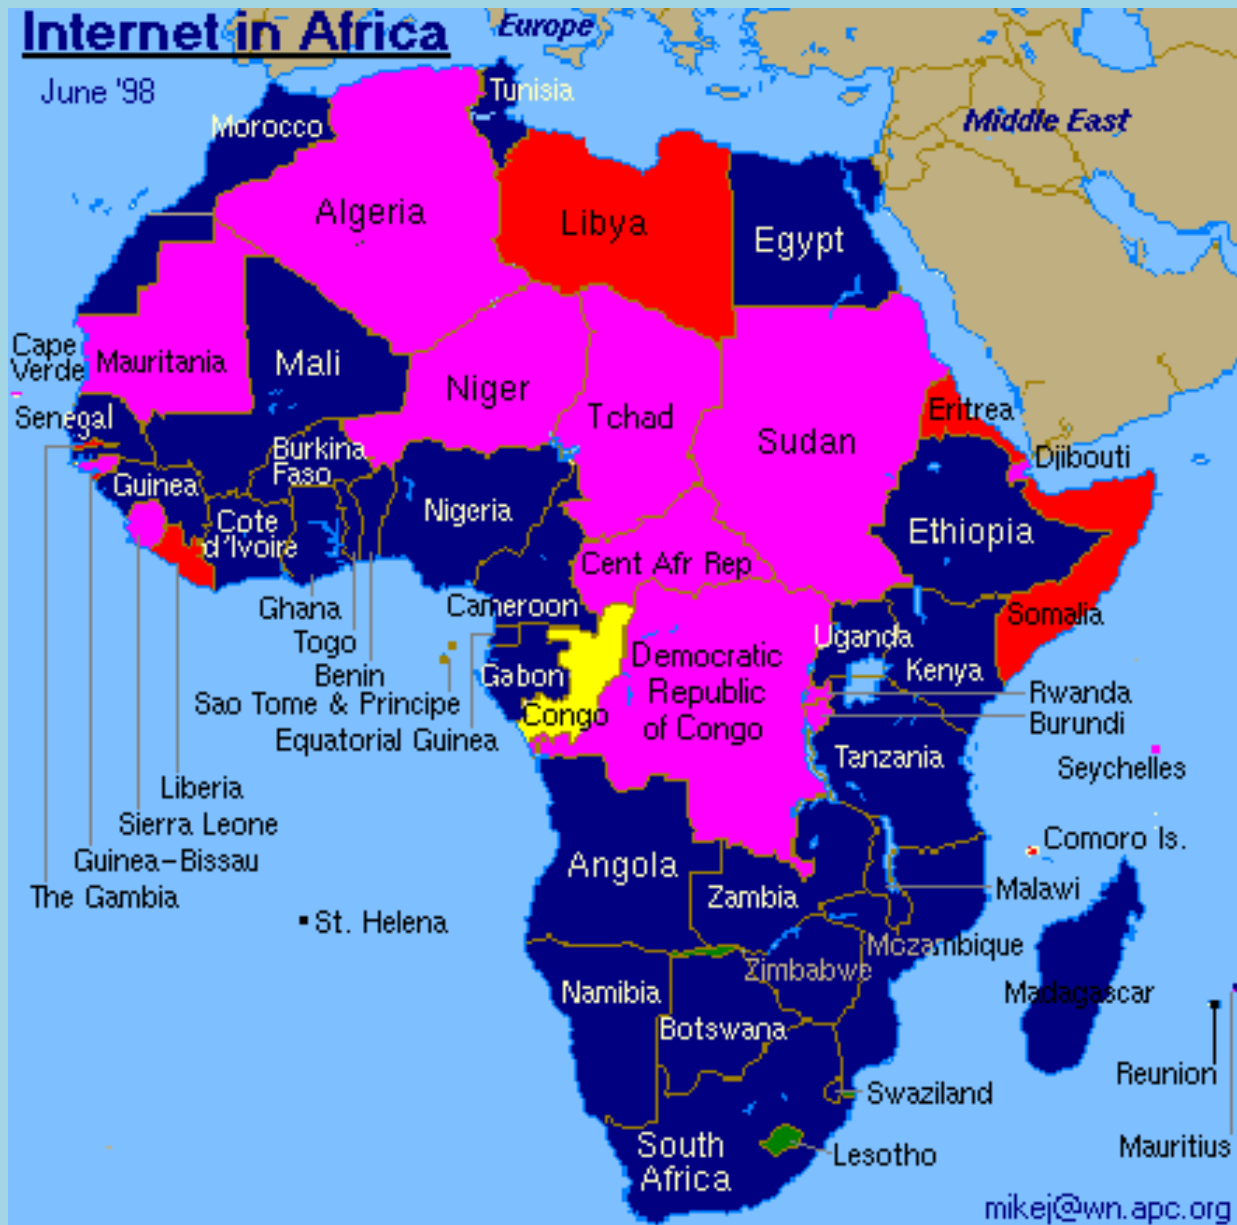 Internet in Africa
Europe
June '98
Tunisia
Middle East
Morocco
Algeria
Libya
Egypt
Cape
Verde
Mauritania
Mali
Niger
Tchad
Sudan
Eritrea
Senegal
Burkina
Faso
Djibouti
Guinea
Nigeria
Cote
d'Ivoire
Ethiopia
Cent Afr Rep
Ghana
Cameroon
Somalia
Togo
Uganda
Benin
Gabon
Democratic
Republic
of Congo
Kenya
Rwanda
Sao Tome & Principe
Congo
Burundi
Equatorial Guinea
Tanzania
Seychelles
Liberia
Sierra Leone
Comoro Is.
Guinea-Bissau
Angola
The Gambia
Zambia
Malawi
St. Helena
Mozambique
Zimbabwe
Namibia
Madagascar
Botswana
Reunion
Swaziland
South
Africa
Lesotho
Mauritius
mikej@wn.apc.org